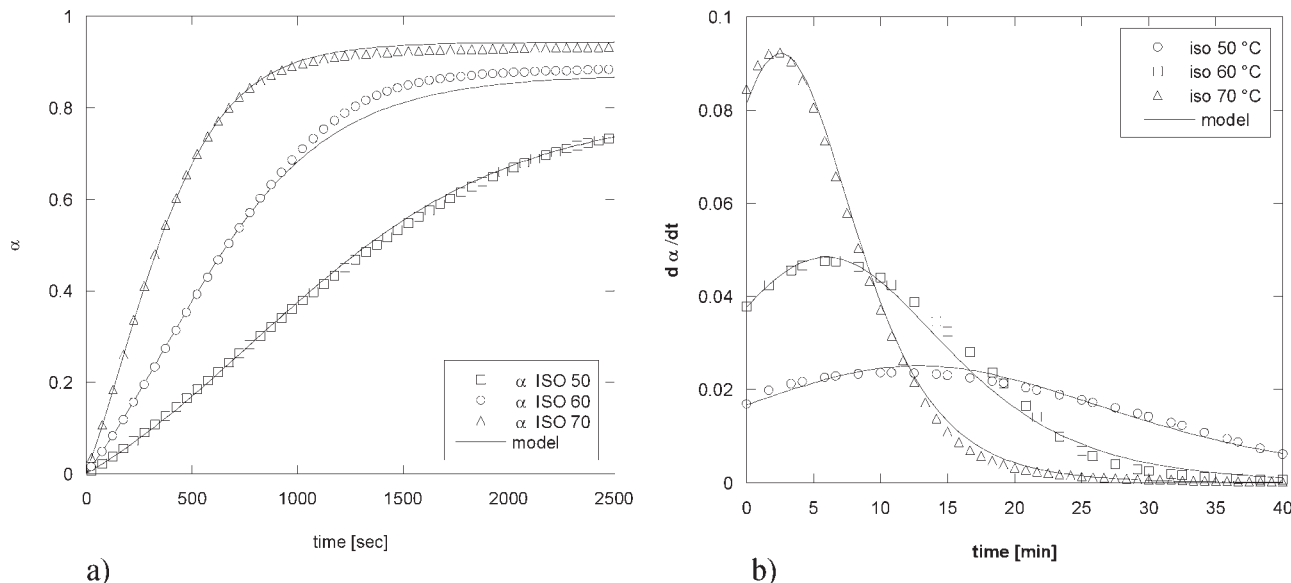 1
0.8
0.6
0.4
0.2
0
α
0 500 1000 1500 2000 2500
time [sec]
α ISO 50
α ISO 60
α ISO 70
model
a)
0.1
0.08
0.06
0.04
0.02
0
d α /dt
0 5 10 15 20 25 30 35 40
time [min]
iso 50 °C
iso 60 °C
iso 70 °C
model
b)